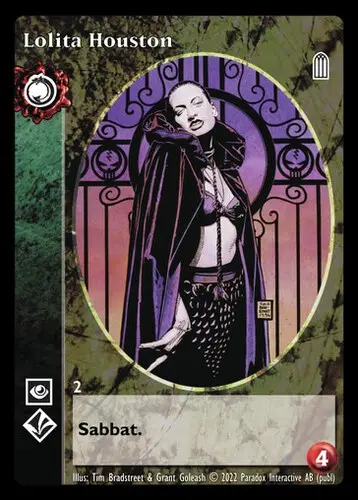 Lolita Houston
2
Sabbat.
4
Illus: Tim Bradstreet & Grant Goleash © 2022 Paradox Interactive AB (publ)